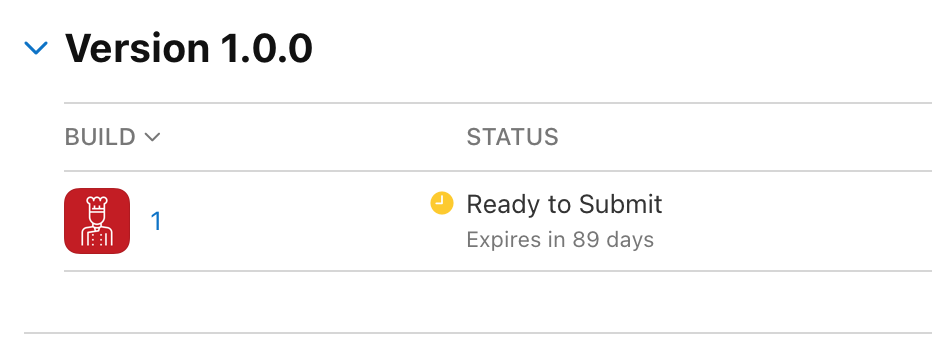 Version 1.0.0
BUILD STATUS
1 Ready to Submit
Expires in 89 days